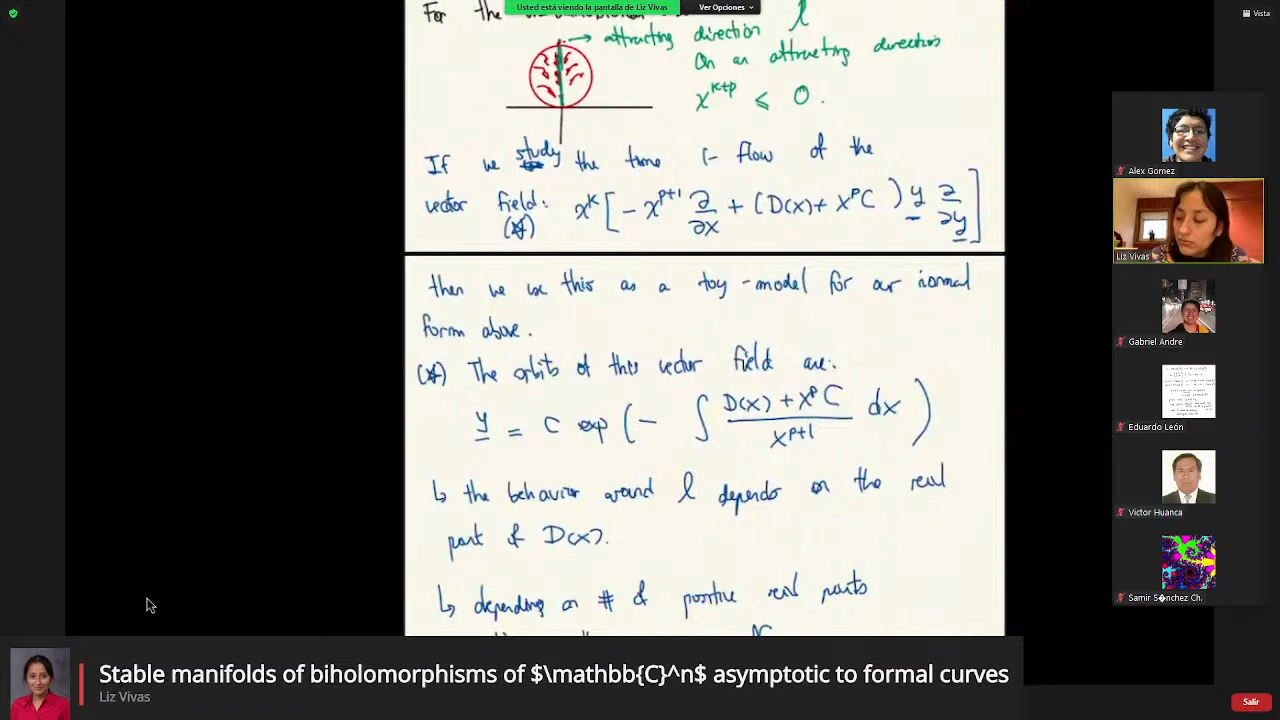 Usted está viendo la pantalla de Liz Vivas
Ver Opciones
Vista
For the
→ attracting direction l
On an attracting direction
x^{k+p} ≤ 0.
If we study the time 1- flow of the
vector field: x^k [ - x^{p+1} ∂/∂x + (D(x) + x^p C) y ∂/∂y ]
(*)
then we use this as a toy-model for our normal
form above.
(*) The orbits of this vector field are:
y = C exp ( - ∫ D(x) + x^p C / x^{p+1} dx )
↳ the behavior around l depends on the real
part of D(x).
↳ depending on # of positive real parts
Alex Gomez
Liz Vivas
Gabriel Andre
Eduardo León
Victor Huanca
Samir S�nchez Ch.
Stable manifolds of biholomorphisms of $\mathbb{C}^n$ asymptotic to formal curves
Liz Vivas
Salir